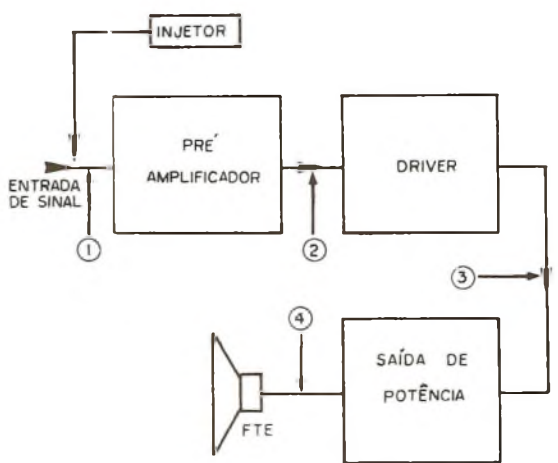 INJETOR
PRÉ
AMPLIFICADOR
DRIVER
ENTRADA
DE SINAL
1
2
3
4
SAÍDA DE
POTÊNCIA
FTE